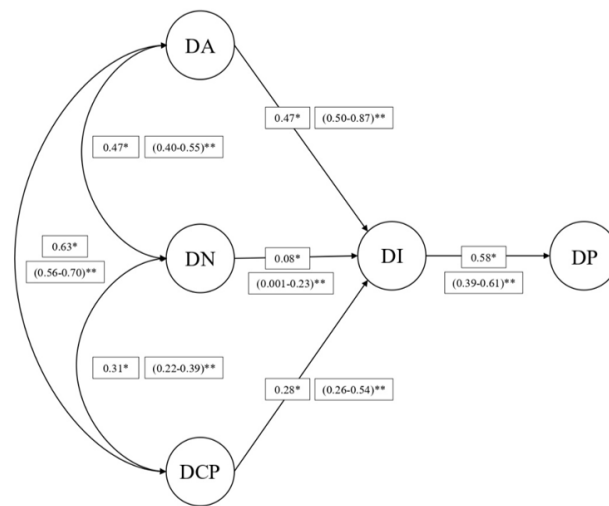 DA
0.47* (0.50-0.87)**
0.47* (0.40-0.55)**
0.63*
(0.56-0.70)**
DN
0.08*
(0.001-0.23)**
DI
0.58*
(0.39-0.61)**
DP
0.31* (0.22-0.39)**
0.28* (0.26-0.54)**
DCP